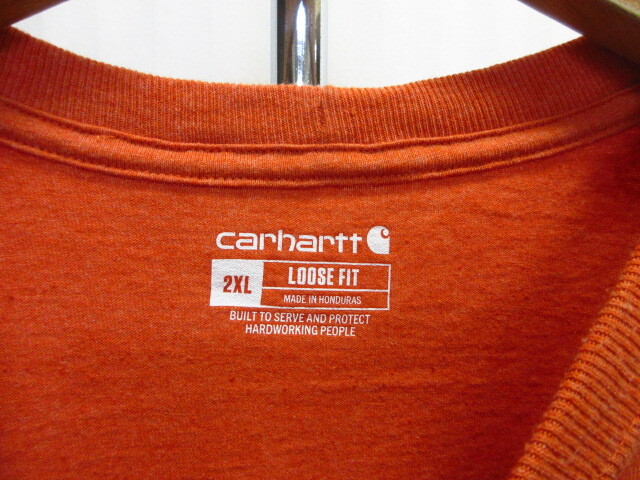 carhartt
2XL LOOSE FIT
MADE IN HONDURAS
BUILT TO SERVE AND PROTECT
HARDWORKING PEOPLE